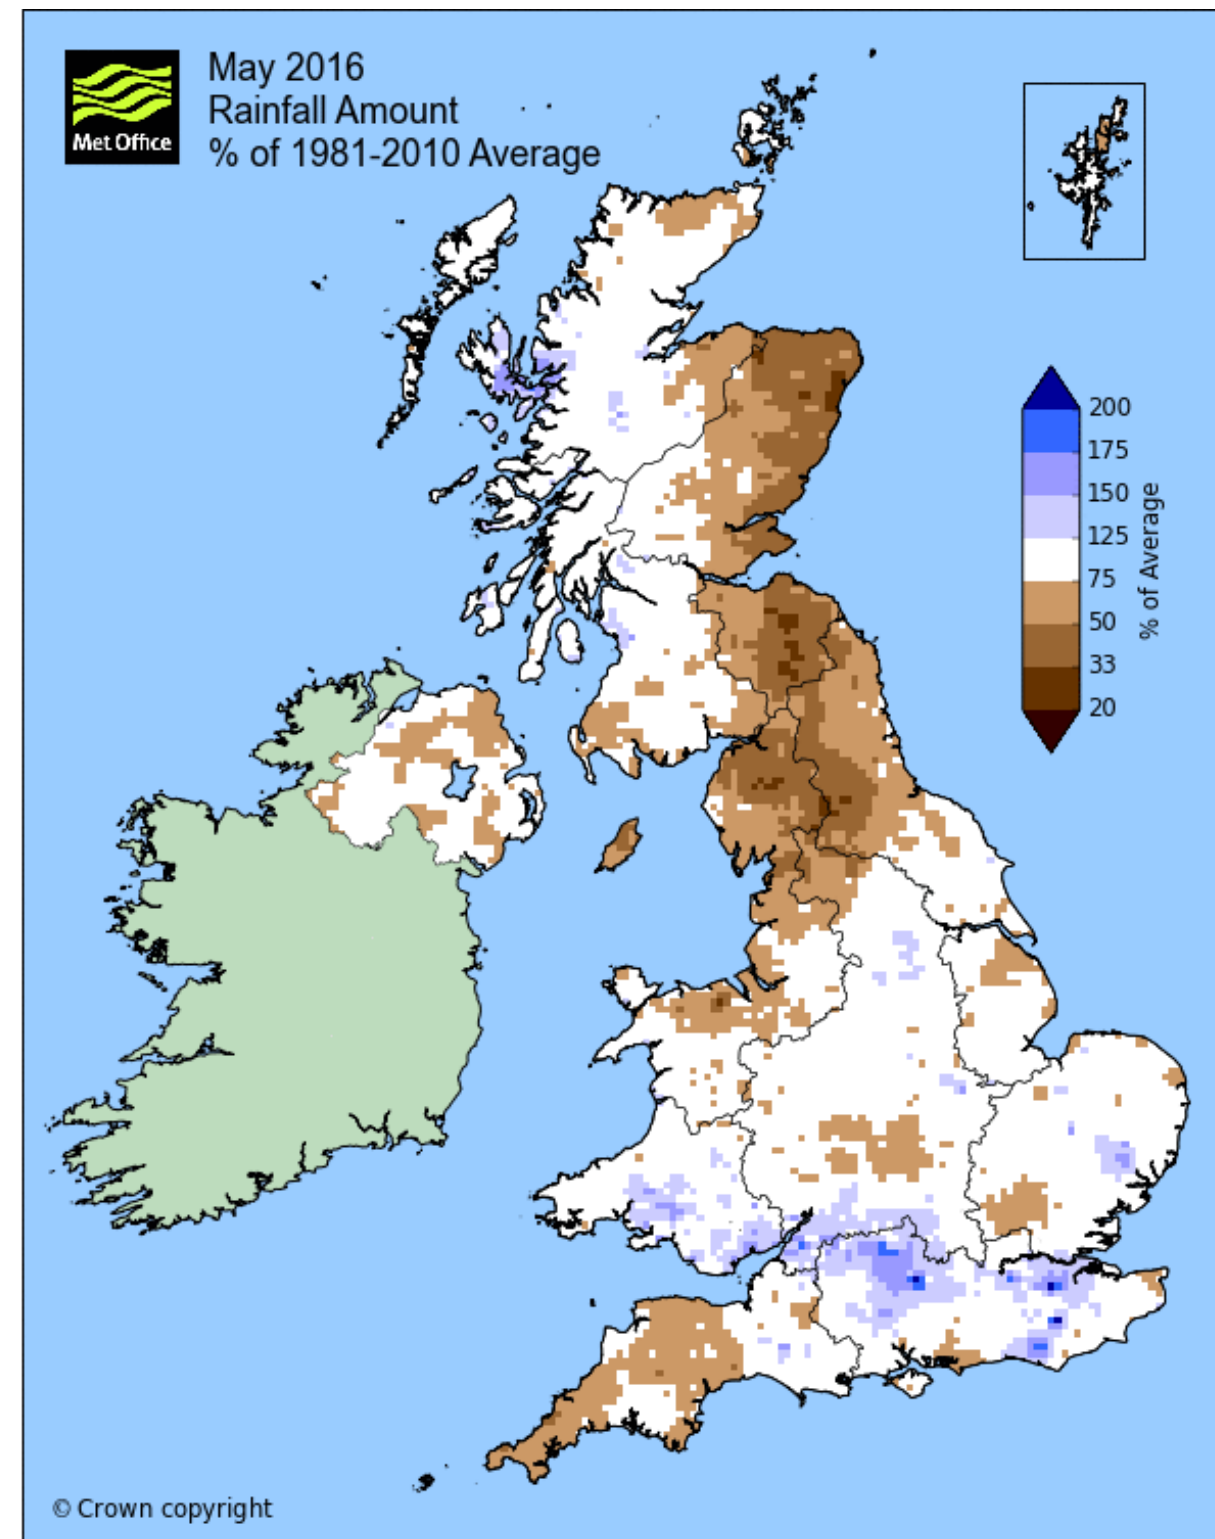 May 2016
Rainfall Amount
% of 1981-2010 Average
Met Office
200
175
150
125
75
50
33
20
% of Average
© Crown copyright